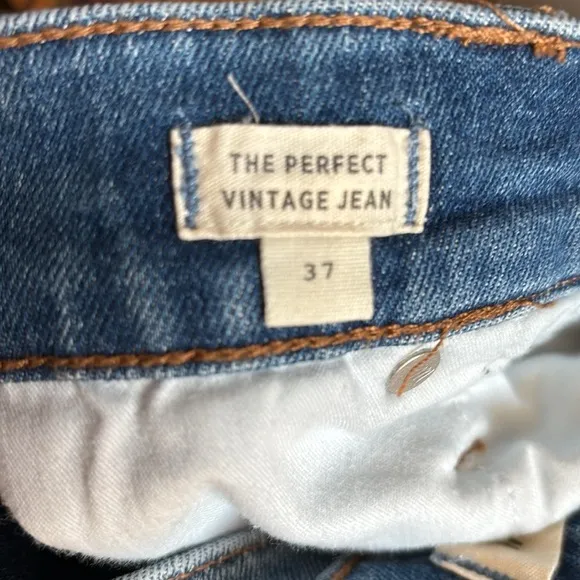 THE PERFECT
VINTAGE JEAN
37